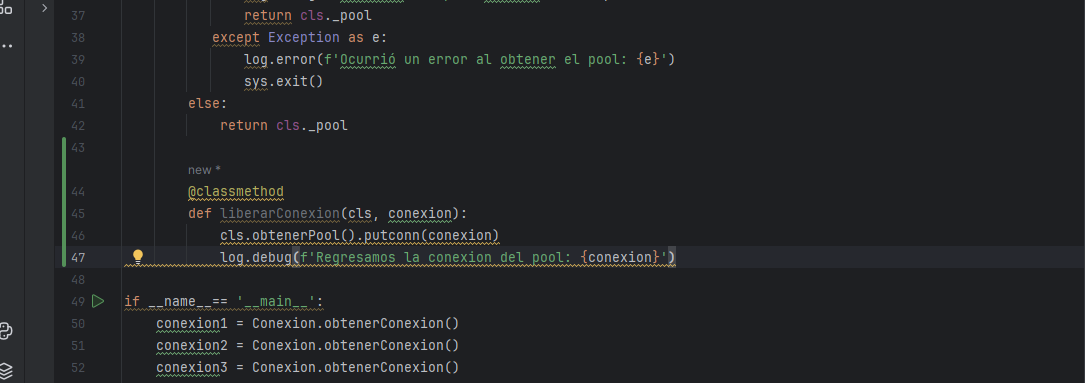 37 return cls._pool
38 except Exception as e:
39 log.error(f'Ocurrió un error al obtener el pool: {e}')
40 sys.exit()
41 else:
42 return cls._pool
43
new *
44 @classmethod
45 def liberarConexion(cls, conexion):
46 cls.obtenerPool().putconn(conexion)
47 log.debug(f'Regresamos la conexion del pool: {conexion}')
48
49 if __name__== '__main__':
50 conexion1 = Conexion.obtenerConexion()
51 conexion2 = Conexion.obtenerConexion()
52 conexion3 = Conexion.obtenerConexion()